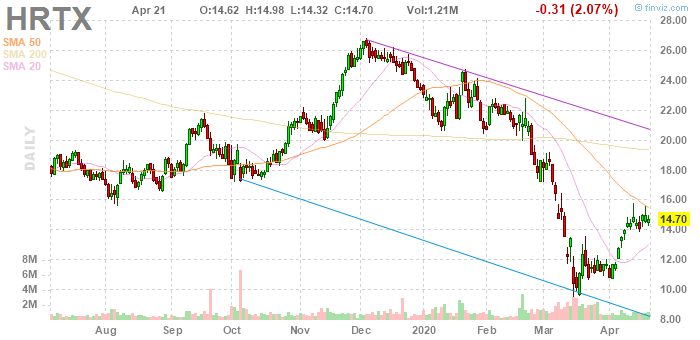 HRTX
Apr 21 O:14.62 H:14.98 L:14.32 C:14.70 Vol:1.21M -0.31 (2.07%)
© finviz.com
SMA 50
SMA 200
SMA 20
DAILY
28.00
26.00
24.00
22.00
20.00
18.00
16.00
14.70
12.00
10.00
8.00
8M
6M
4M
2M
Aug Sep Oct Nov Dec 2020 Feb Mar Apr